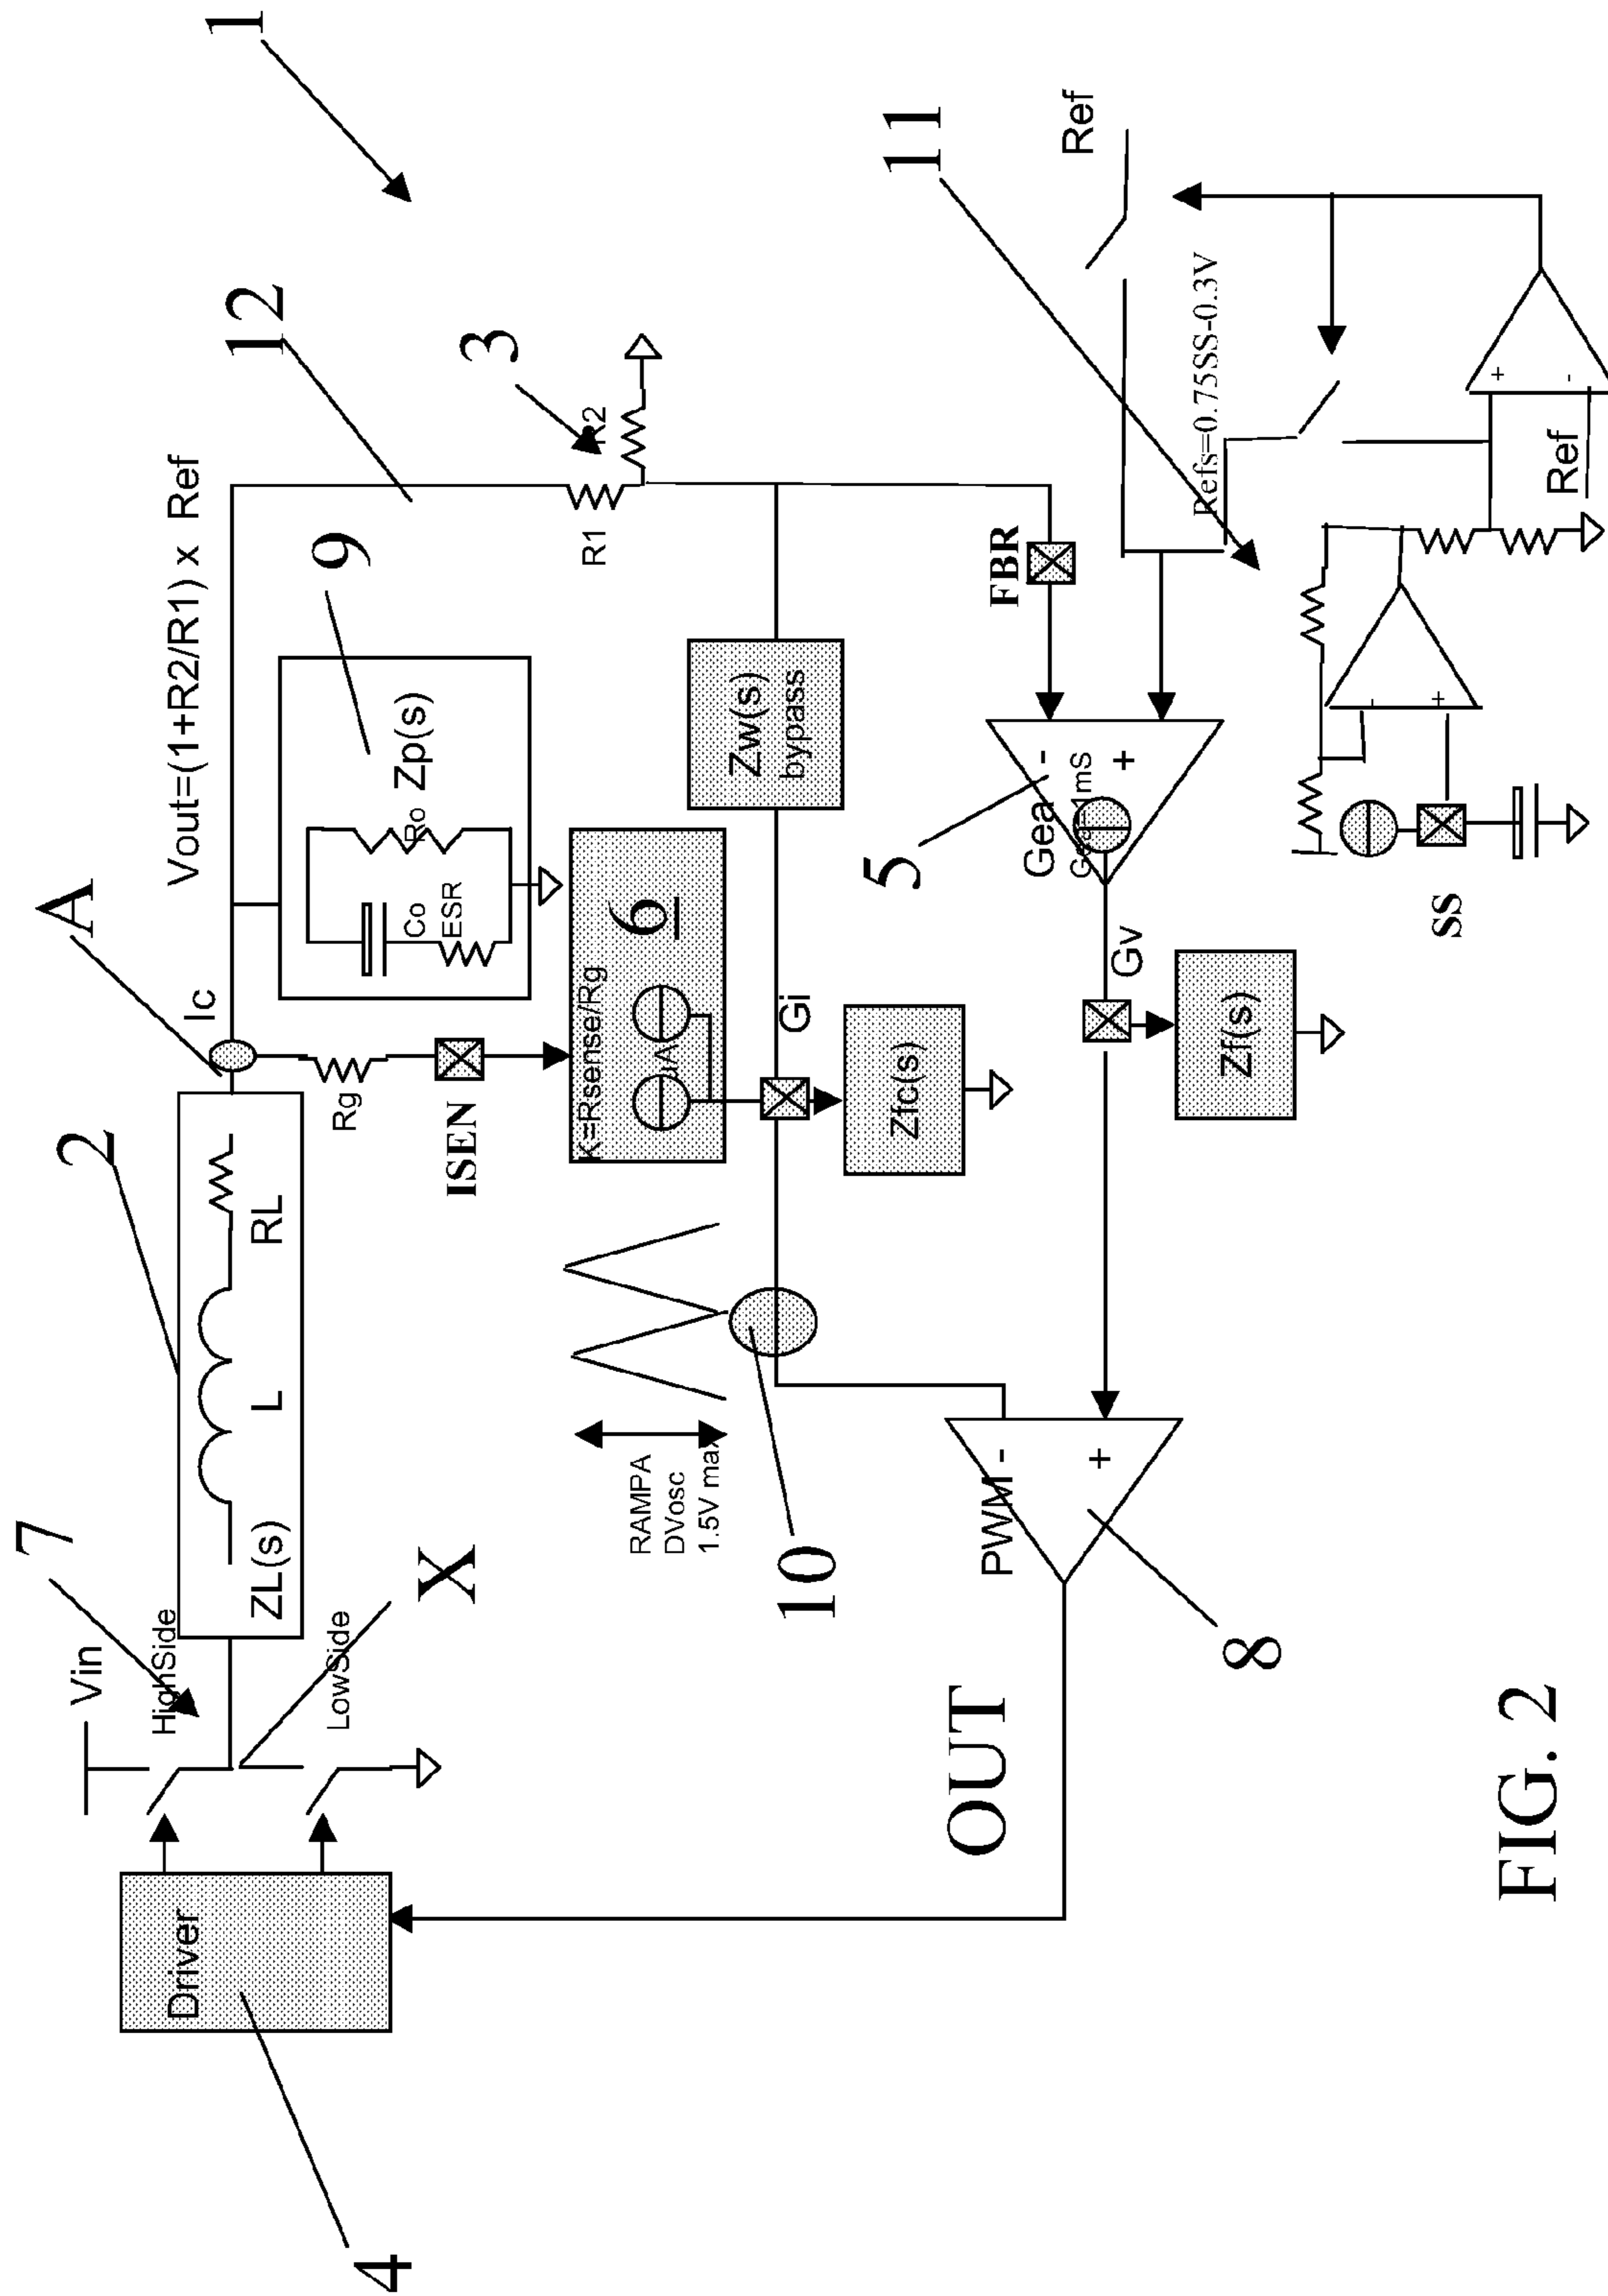 1
12
A
Vout=(1+R2/R1) x Ref
3
9
11
Ref
2
7
Ic
Vin
HighSide
LowSide
X
ZL(s)
L
RL
Rg
ISEN
Co
ESR
Ro
Zp(s)
R1
R2
Driver
4
K=Rsense/Rg
6
uA
Zw(s)
bypass
Gi
Zfc(s)
RAMPA
DVosc
1.5V max
10
FBR
Refs=0.75SS-0.3V
5
Gea
-
+
Gv
Zf(s)
PWM
-
+
8
OUT
SS
-
+
+
-
Ref
FIG. 2